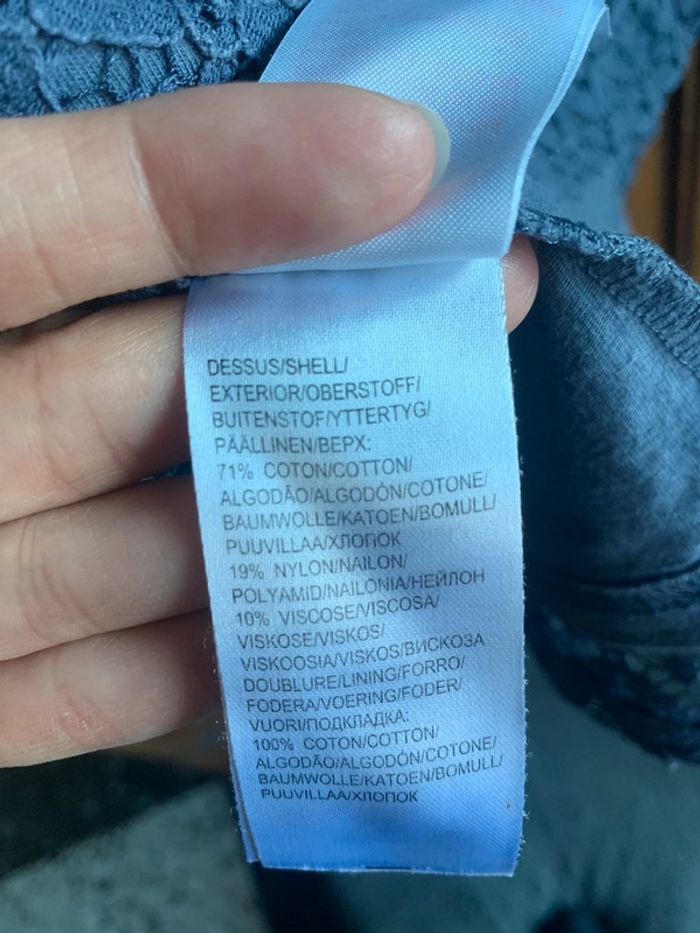 DESSUS/SHELL/
EXTERIOR/OBERSTOFF/
BUITENSTOF/YTTERTYG/
PÄÄLLINEN/ВЕРХ:
71% COTON/COTTON/
ALGODÃO/ALGODÓN/COTONE/
BAUMWOLLE/KATOEN/BOMULL/
PUUVILLAA/ХЛОПОК
19% NYLON/NAILON/
POLYAMID/NAILONIA/НЕЙЛОН
10% VISCOSE/VISCOSA/
VISKOSE/VISKOS/
VISKOOSIA/VISKOS/ВИСКОЗА
DOUBLURE/LINING/FORRO/
FODERA/VOERING/FODER/
VUORI/ПОДКЛАДКА:
100% COTON/COTTON/
ALGODÃO/ALGODÓN/COTONE/
BAUMWOLLE/KATOEN/BOMULL/
PUUVILLAA/ХЛОПОК